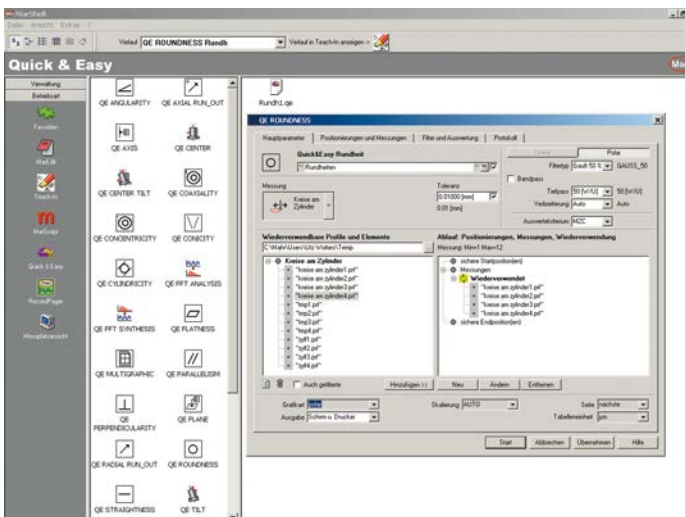 MarShell
Datei Ansicht Extras ?
Verlauf QE ROUNDNESS Rundh Verlauf in Teach-In anzeigen ->
Quick & Easy
Verwaltung
Betriebsart
Favoriten
MarEdit
Teach-In
MarScript
Quick & Easy
RecordPager
Messplatzansicht
QE ANGULARITY QE AXIAL RUN_OUT
QE AXIS QE CENTER
QE CENTER TILT QE COAXIALITY
QE CONCENTRICITY QE CONICITY
QE CYLINDRICITY QE FFT ANALYSIS
QE FFT SYNTHESIS QE FLATNESS
QE MULTIGRAPHIC QE PARALLELISM
QE PERPENDICULARITY QE PLANE
QE RADIAL RUN_OUT QE ROUNDNESS
QE STRAIGHTNESS QE TILT
Rundh1.qe
QE ROUNDNESS
Hauptparameter Positionierungen und Messungen Filter und Auswertung Protokoll
Quick&Easy Rundheit
Rundheiten
Linear Polar
Filtertyp Gauß 50 % GAUSS_50
Bandpass
Tiefpass 50 [W/U] 50 [W/U]
Verbreiterung Auto Auto
Auswertekriterium MZC
Messung
Kreise am Zylinder
Toleranz
0.01000 [mm]
0.01 [mm]
Wiederverwendbare Profile und Elemente
Ablauf: Positionierungen, Messungen, Wiederverwendung
Messung: Min=1 Max=12
Kreise am Zylinder
"kreise am zylinder1.prf"
"kreise am zylinder2.prf"
"kreise am zylinder3.prf"
"kreise am zylinder4.prf"
"tmp1.prf"
"tmp2.prf"
"tmp3.prf"
"tmp4.prf"
"zyl1.prf"
"zyl2.prf"
"zyl3.prf"
"zyl4.prf"
sichere Startposition(en)
Messungen
Wiederverwendet
"kreise am zylinder1.prf"
"kreise am zylinder2.prf"
"kreise am zylinder3.prf"
"kreise am zylinder4.prf"
sichere Endposition(en)
Auch gefilterte Hinzufügen >> Neu Ändern Entfernen
Grafikart polar Skalierung AUTO Seite nächste
Ausgabe Schirm u. Drucker Tabelleneinheit µm
Start Abbrechen Übernehmen Hilfe